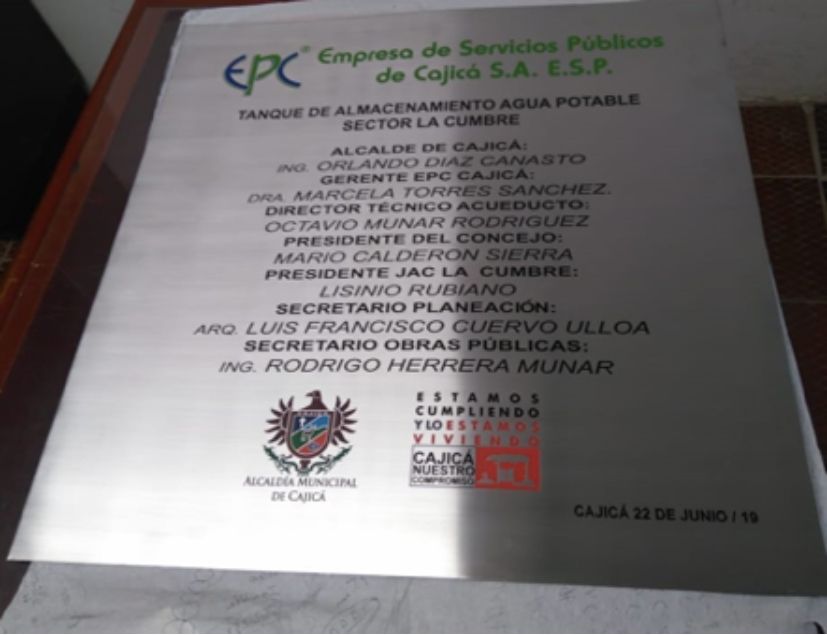 EPC® Empresa de Servicios Públicos
de Cajicá S.A. E.S.P.
TANQUE DE ALMACENAMIENTO AGUA POTABLE
SECTOR LA CUMBRE
ALCALDE DE CAJICÁ:
ING. ORLANDO DIAZ CANASTO
GERENTE EPC CAJICÁ:
DRA. MARCELA TORRES SANCHEZ.
DIRECTOR TÉCNICO ACUEDUCTO:
OCTAVIO MUNAR RODRIGUEZ
PRESIDENTE DEL CONCEJO:
MARIO CALDERON SIERRA
PRESIDENTE JAC LA CUMBRE:
LISINIO RUBIANO
SECRETARIO PLANEACIÓN:
ARQ. LUIS FRANCISCO CUERVO ULLOA
SECRETARIO OBRAS PÚBLICAS:
ING. RODRIGO HERRERA MUNAR
ALCALDÍA MUNICIPAL
DE CAJICÁ
ESTAMOS
CUMPLIENDO
Y LO ESTAMOS
VIVIENDO
CAJICÁ
NUESTRO
COMPROMISO
CAJICÁ 22 DE JUNIO / 19